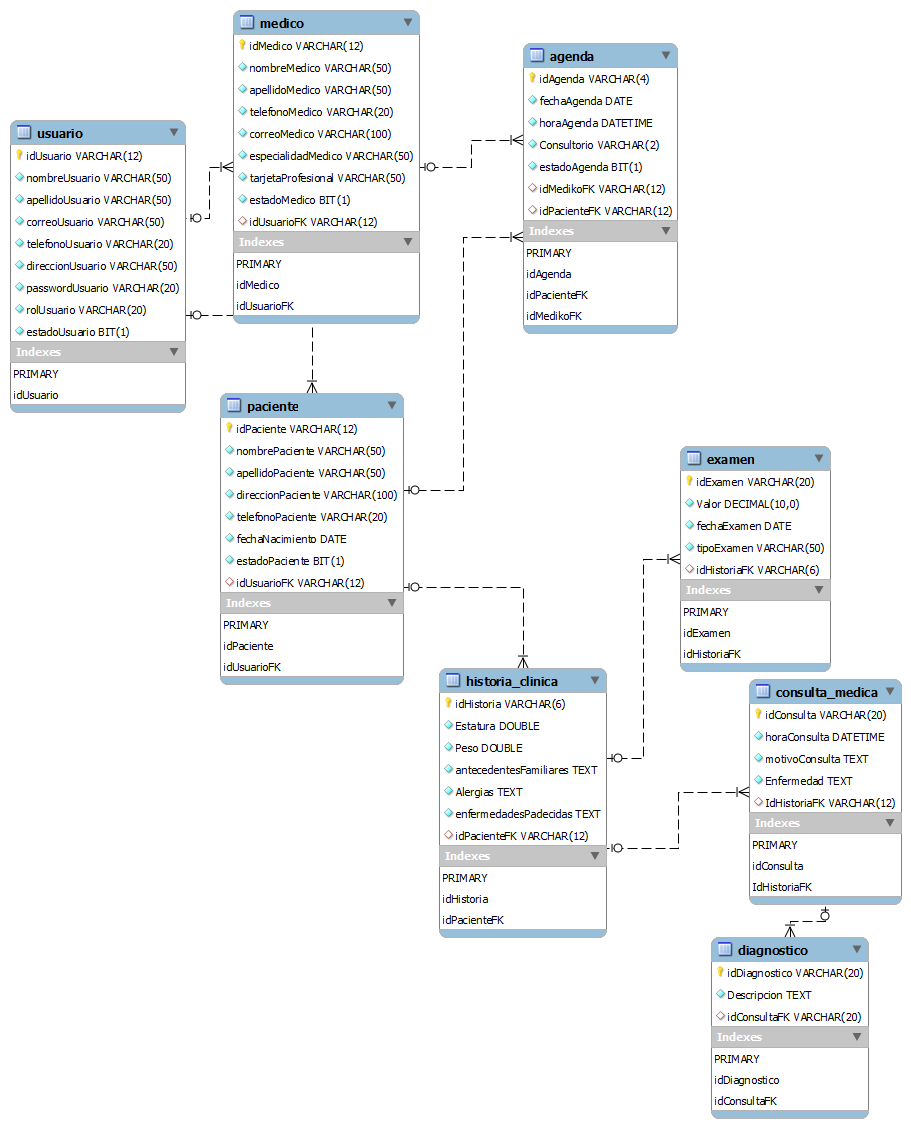 medico
idMedico VARCHAR(12)
nombreMedico VARCHAR(50)
apellidoMedico VARCHAR(50)
telefonoMedico VARCHAR(20)
correoMedico VARCHAR(100)
especialidadMedico VARCHAR(50)
tarjetaProfesional VARCHAR(50)
estadoMedico BIT(1)
idUsuarioFK VARCHAR(12)
Indexes
PRIMARY
idMedico
idUsuarioFK
agenda
idAgenda VARCHAR(4)
fechaAgenda DATE
horaAgenda DATETIME
Consultorio VARCHAR(2)
estadoAgenda BIT(1)
idMedikoFK VARCHAR(12)
idPacienteFK VARCHAR(12)
Indexes
PRIMARY
idAgenda
idPacienteFK
idMedikoFK
usuario
idUsuario VARCHAR(12)
nombreUsuario VARCHAR(50)
apellidoUsuario VARCHAR(50)
correoUsuario VARCHAR(50)
telefonoUsuario VARCHAR(20)
direccionUsuario VARCHAR(50)
passwordUsuario VARCHAR(20)
rolUsuario VARCHAR(20)
estadoUsuario BIT(1)
Indexes
PRIMARY
idUsuario
paciente
idPaciente VARCHAR(12)
nombrePaciente VARCHAR(50)
apellidoPaciente VARCHAR(50)
direccionPaciente VARCHAR(100)
telefonoPaciente VARCHAR(20)
fechaNacimiento DATE
estadoPaciente BIT(1)
idUsuarioFK VARCHAR(12)
Indexes
PRIMARY
idPaciente
idUsuarioFK
examen
idExamen VARCHAR(20)
Valor DECIMAL(10,0)
fechaExamen DATE
tipoExamen VARCHAR(50)
idHistoriaFK VARCHAR(6)
Indexes
PRIMARY
idExamen
idHistoriaFK
historia_clinica
idHistoria VARCHAR(6)
Estatura DOUBLE
Peso DOUBLE
antecedentesFamiliares TEXT
Alergias TEXT
enfermedadesPadecidas TEXT
idPacienteFK VARCHAR(12)
Indexes
PRIMARY
idHistoria
idPacienteFK
consulta_medica
idConsulta VARCHAR(20)
horaConsulta DATETIME
motivoConsulta TEXT
Enfermedad TEXT
IdHistoriaFK VARCHAR(12)
Indexes
PRIMARY
idConsulta
IdHistoriaFK
diagnostico
idDiagnostico VARCHAR(20)
Descripcion TEXT
idConsultaFK VARCHAR(20)
Indexes
PRIMARY
idDiagnostico
idConsultaFK